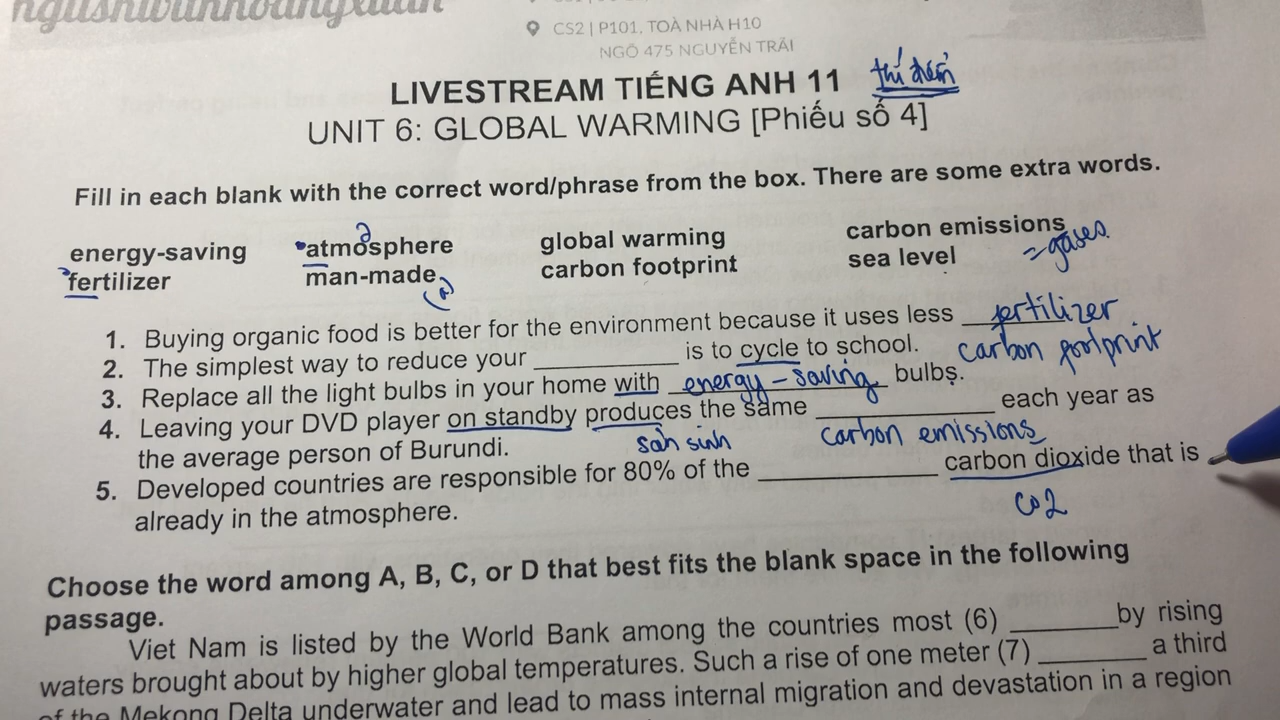 CS2 | P101, TOÀ NHÀ H10
NGÕ 475 NGUYỄN TRÃI
LIVESTREAM TIẾNG ANH 11 thí điểm
UNIT 6: GLOBAL WARMING [Phiếu số 4]
Fill in each blank with the correct word/phrase from the box. There are some extra words.
energy-saving atmosphere global warming carbon emissions
ə
= gases
fertilizer man-made carbon footprint sea level
(a)
1. Buying organic food is better for the environment because it uses less fertilizer
2. The simplest way to reduce your __________ is to cycle to school. carbon footprint
3. Replace all the light bulbs in your home with energy-saving bulbs.
4. Leaving your DVD player on standby produces the same __________ each year as
sản sinh carbon emissions
the average person of Burundi.
5. Developed countries are responsible for 80% of the __________ carbon dioxide that is
CO2
already in the atmosphere.
Choose the word among A, B, C, or D that best fits the blank space in the following
passage.
Viet Nam is listed by the World Bank among the countries most (6) _______by rising
waters brought about by higher global temperatures. Such a rise of one meter (7) _______ a third
of the Mekong Delta underwater and lead to mass internal migration and devastation in a region